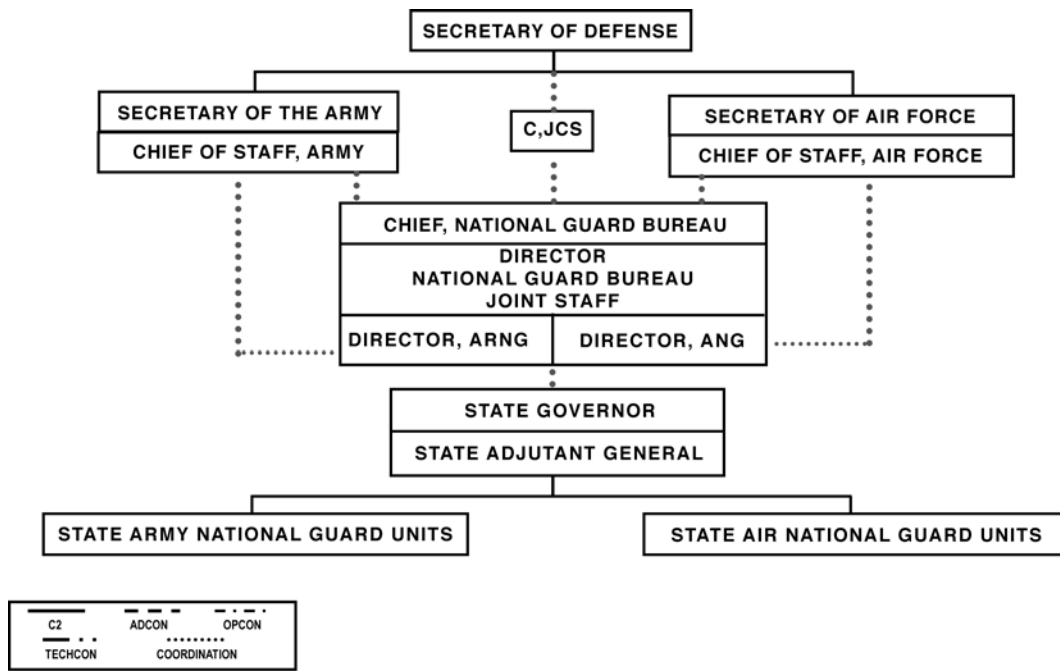 SECRETARY OF DEFENSE
SECRETARY OF THE ARMY
CHIEF OF STAFF, ARMY
C,JCS
SECRETARY OF AIR FORCE
CHIEF OF STAFF, AIR FORCE
CHIEF, NATIONAL GUARD BUREAU
DIRECTOR
NATIONAL GUARD BUREAU
JOINT STAFF
DIRECTOR, ARNG
DIRECTOR, ANG
STATE GOVERNOR
STATE ADJUTANT GENERAL
STATE ARMY NATIONAL GUARD UNITS
STATE AIR NATIONAL GUARD UNITS
C2
ADCON
OPCON
TECHCON
COORDINATION